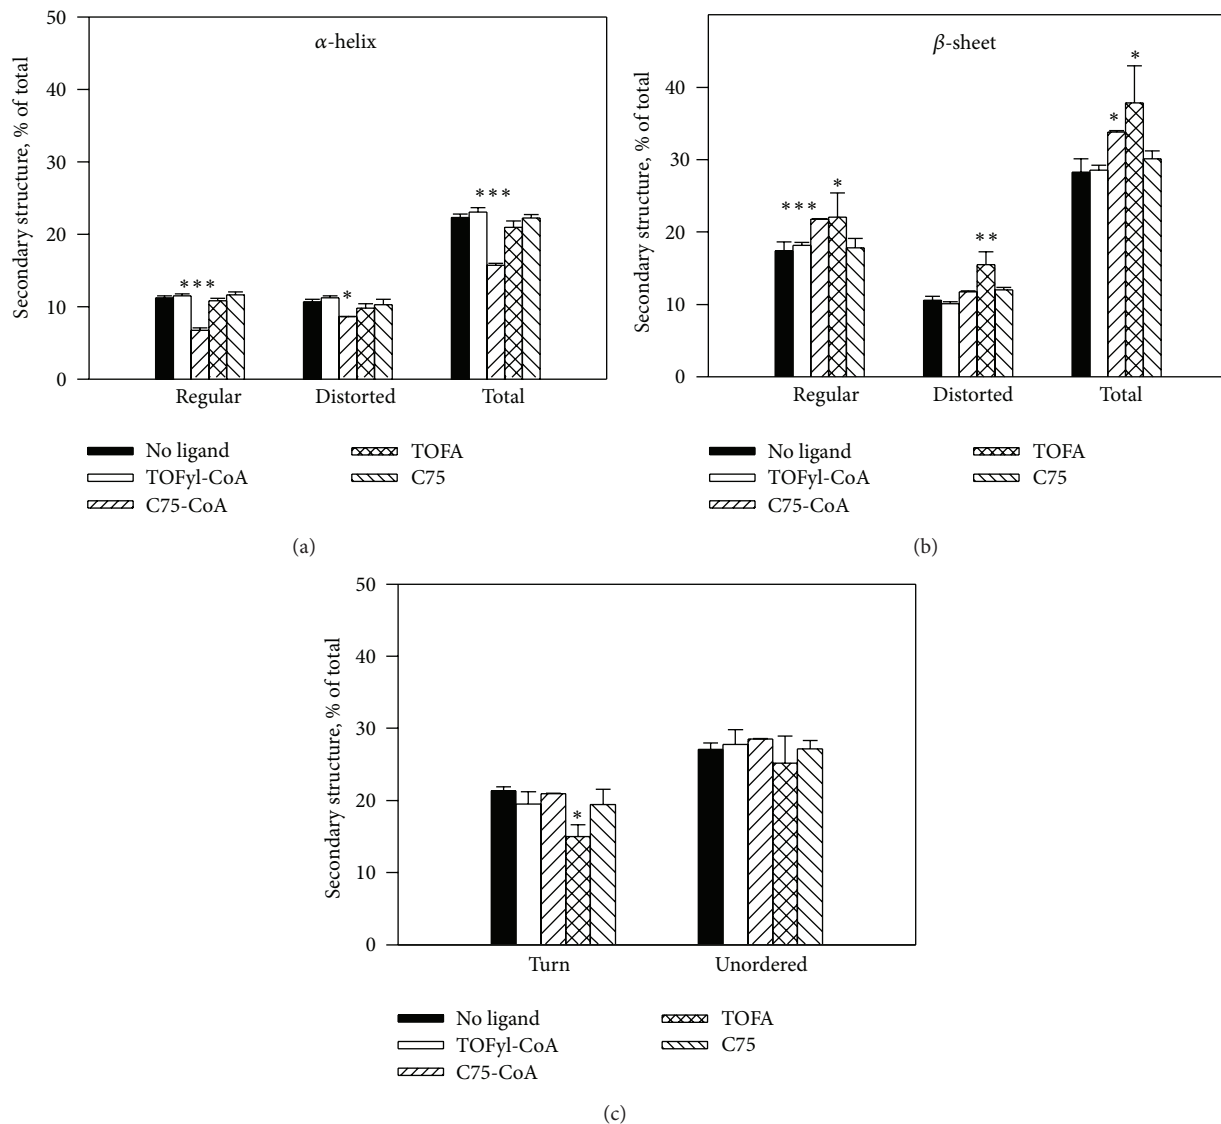 α-helix
Secondary structure, % of total
50
40
30
20
10
0
***
*
***
Regular Distorted Total
No ligand TOFA
TOFyl-CoA C75
C75-CoA
(a)
β-sheet
Secondary structure, % of total
40
30
20
10
0
*** *
**
* *
Regular Distorted Total
No ligand TOFA
TOFyl-CoA C75
C75-CoA
(b)
Secondary structure, % of total
50
40
30
20
10
0
*
Turn Unordered
No ligand TOFA
TOFyl-CoA C75
C75-CoA
(c)